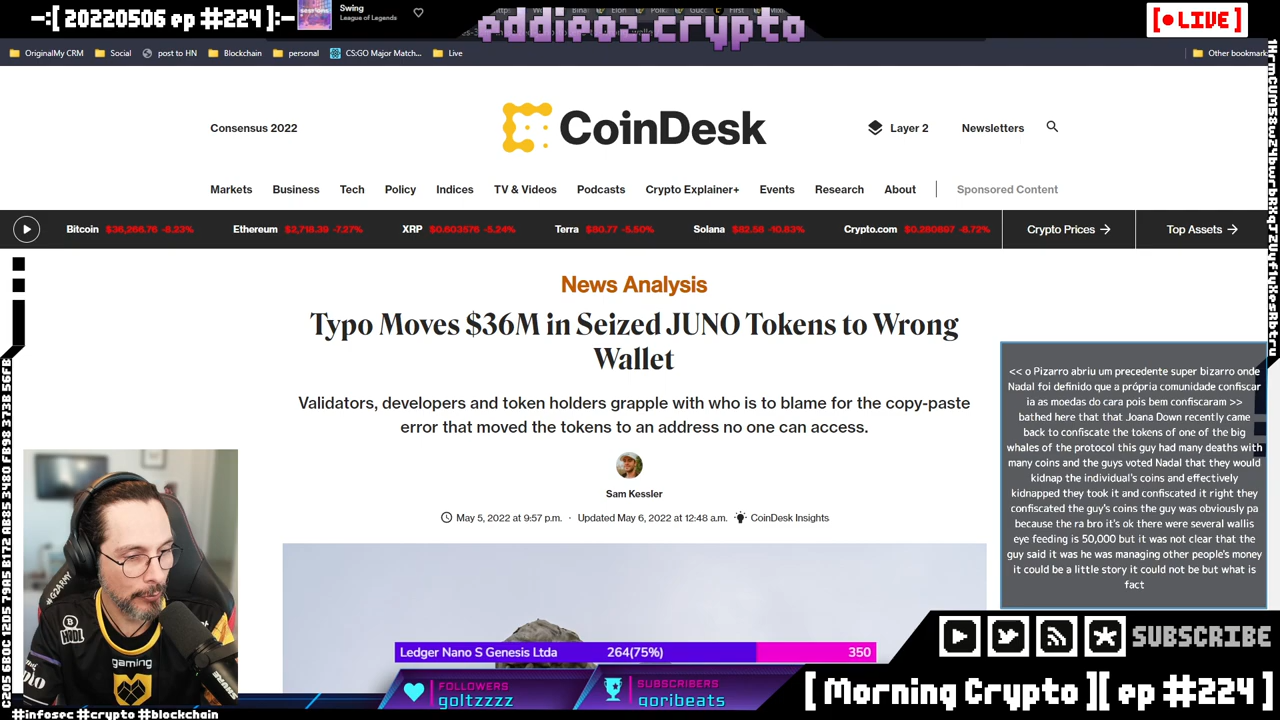 -:[ 20220506 ep #224 ]:-
Swing
League of Legends
eddieoz.crypto
[• LIVE]
OriginalMy CRM
Social
post to HN
Blockchain
personal
CS:GO Major Match...
Live
Other bookmark
Consensus 2022
CoinDesk
Layer 2
Newsletters
Markets
Business
Tech
Policy
Indices
TV & Videos
Podcasts
Crypto Explainer+
Events
Research
About
Sponsored Content
Bitcoin $36,266.76 -8.23%
Ethereum $2,718.39 -7.27%
XRP $0.603576 -5.24%
Terra $80.77 -5.50%
Solana $82.56 -10.83%
Crypto.com $0.280897 -8.72%
Crypto Prices →
Top Assets →
News Analysis
Typo Moves $36M in Seized JUNO Tokens to Wrong
Wallet
Validators, developers and token holders grapple with who is to blame for the copy-paste
error that moved the tokens to an address no one can access.
Sam Kessler
May 5, 2022 at 9:57 p.m. · Updated May 6, 2022 at 12:48 a.m.
CoinDesk Insights
<< o Pizarro abriu um precedente super bizarro onde
Nadal foi definido que a própria comunidade confiscar
ia as moedas do cara pois bem confiscaram >>
bathed here that that Joana Down recently came
back to confiscate the tokens of one of the big
whales of the protocol this guy had many deaths with
many coins and the guys voted Nadal that they would
kidnap the individual's coins and effectively
kidnapped they took it and confiscated it right they
confiscated the guy's coins the guy was obviously pa
because the ra bro it's ok there were several wallis
eye feeding is 50,000 but it was not clear that the
guy said it was he was managing other people's money
it could be a little story it could not be but what is
fact
gaming
Ledger Nano S Genesis Ltda
264(75%)
350
FOLLOWERS
goltzzzz
SUBSCRIBERS
goribeats
SUBSCRIBE
[ Morning Crypto ][ ep #224 ]
#infosec #crypto #blockchain